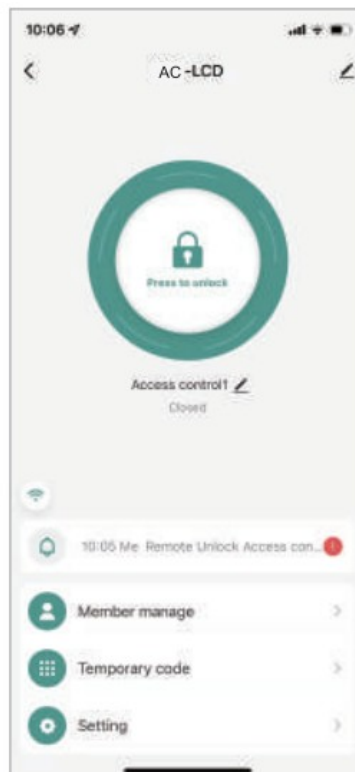 10:06
AC -LCD
Press to unlock
Access control1
Closed
10:05 Me Remote Unlock Access con...
Member manage
Temporary code
Setting